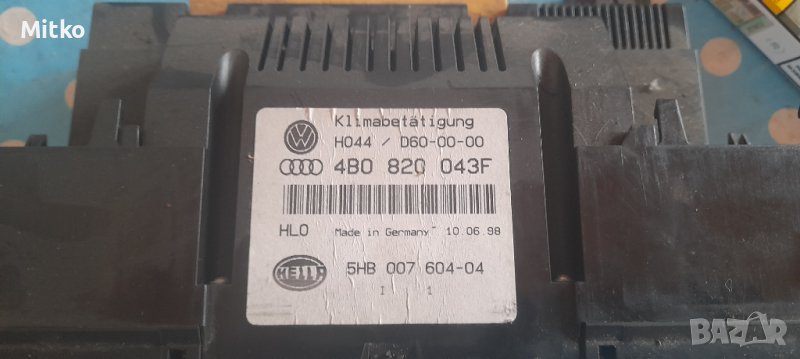 Mitko
Klimabetätigung
H044 / D60-00-00
4B0 820 043F
HLO Made in Germany 10.06.98
HELLA
5HB 007 604-04
I 1
BAZAR